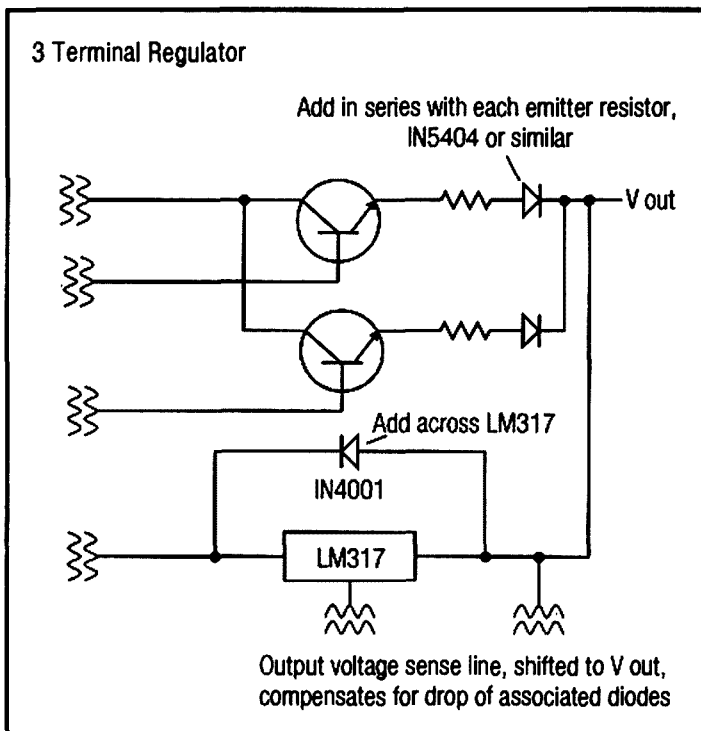 3 Terminal Regulator
Add in series with each emitter resistor,
IN5404 or similar
V out
Add across LM317
IN4001
LM317
Output voltage sense line, shifted to V out,
compensates for drop of associated diodes